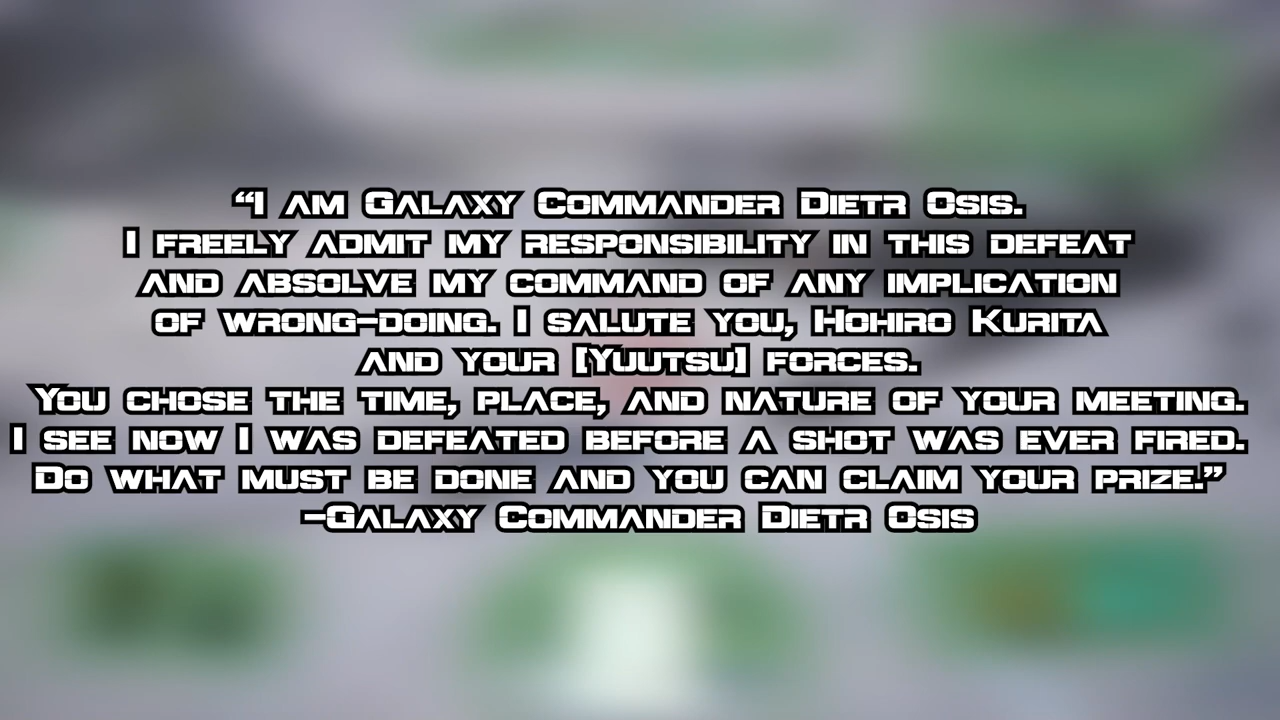 “I am Galaxy Commander Dietr Osis.
I freely admit my responsibility in this defeat
and absolve my command of any implication
of wrong-doing. I salute you, Hohiro Kurita
and your [Yuutsu] forces.
You chose the time, place, and nature of your meeting.
I see now I was defeated before a shot was ever fired.
Do what must be done and you can claim your prize.”
-Galaxy Commander Dietr Osis